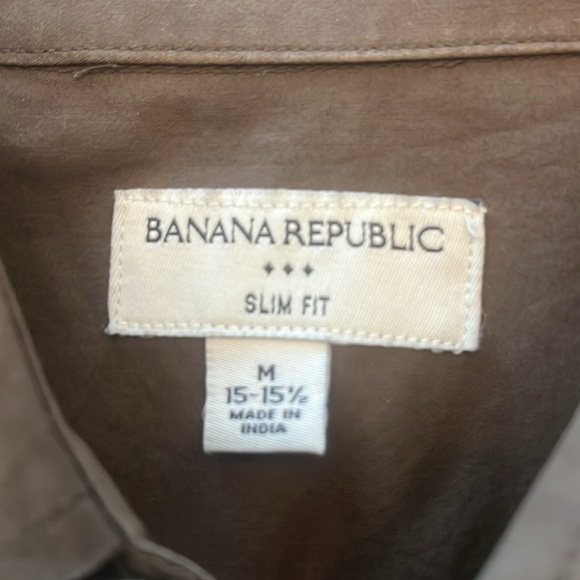 BANANA REPUBLIC
SLIM FIT
M
15-15½
MADE IN
INDIA